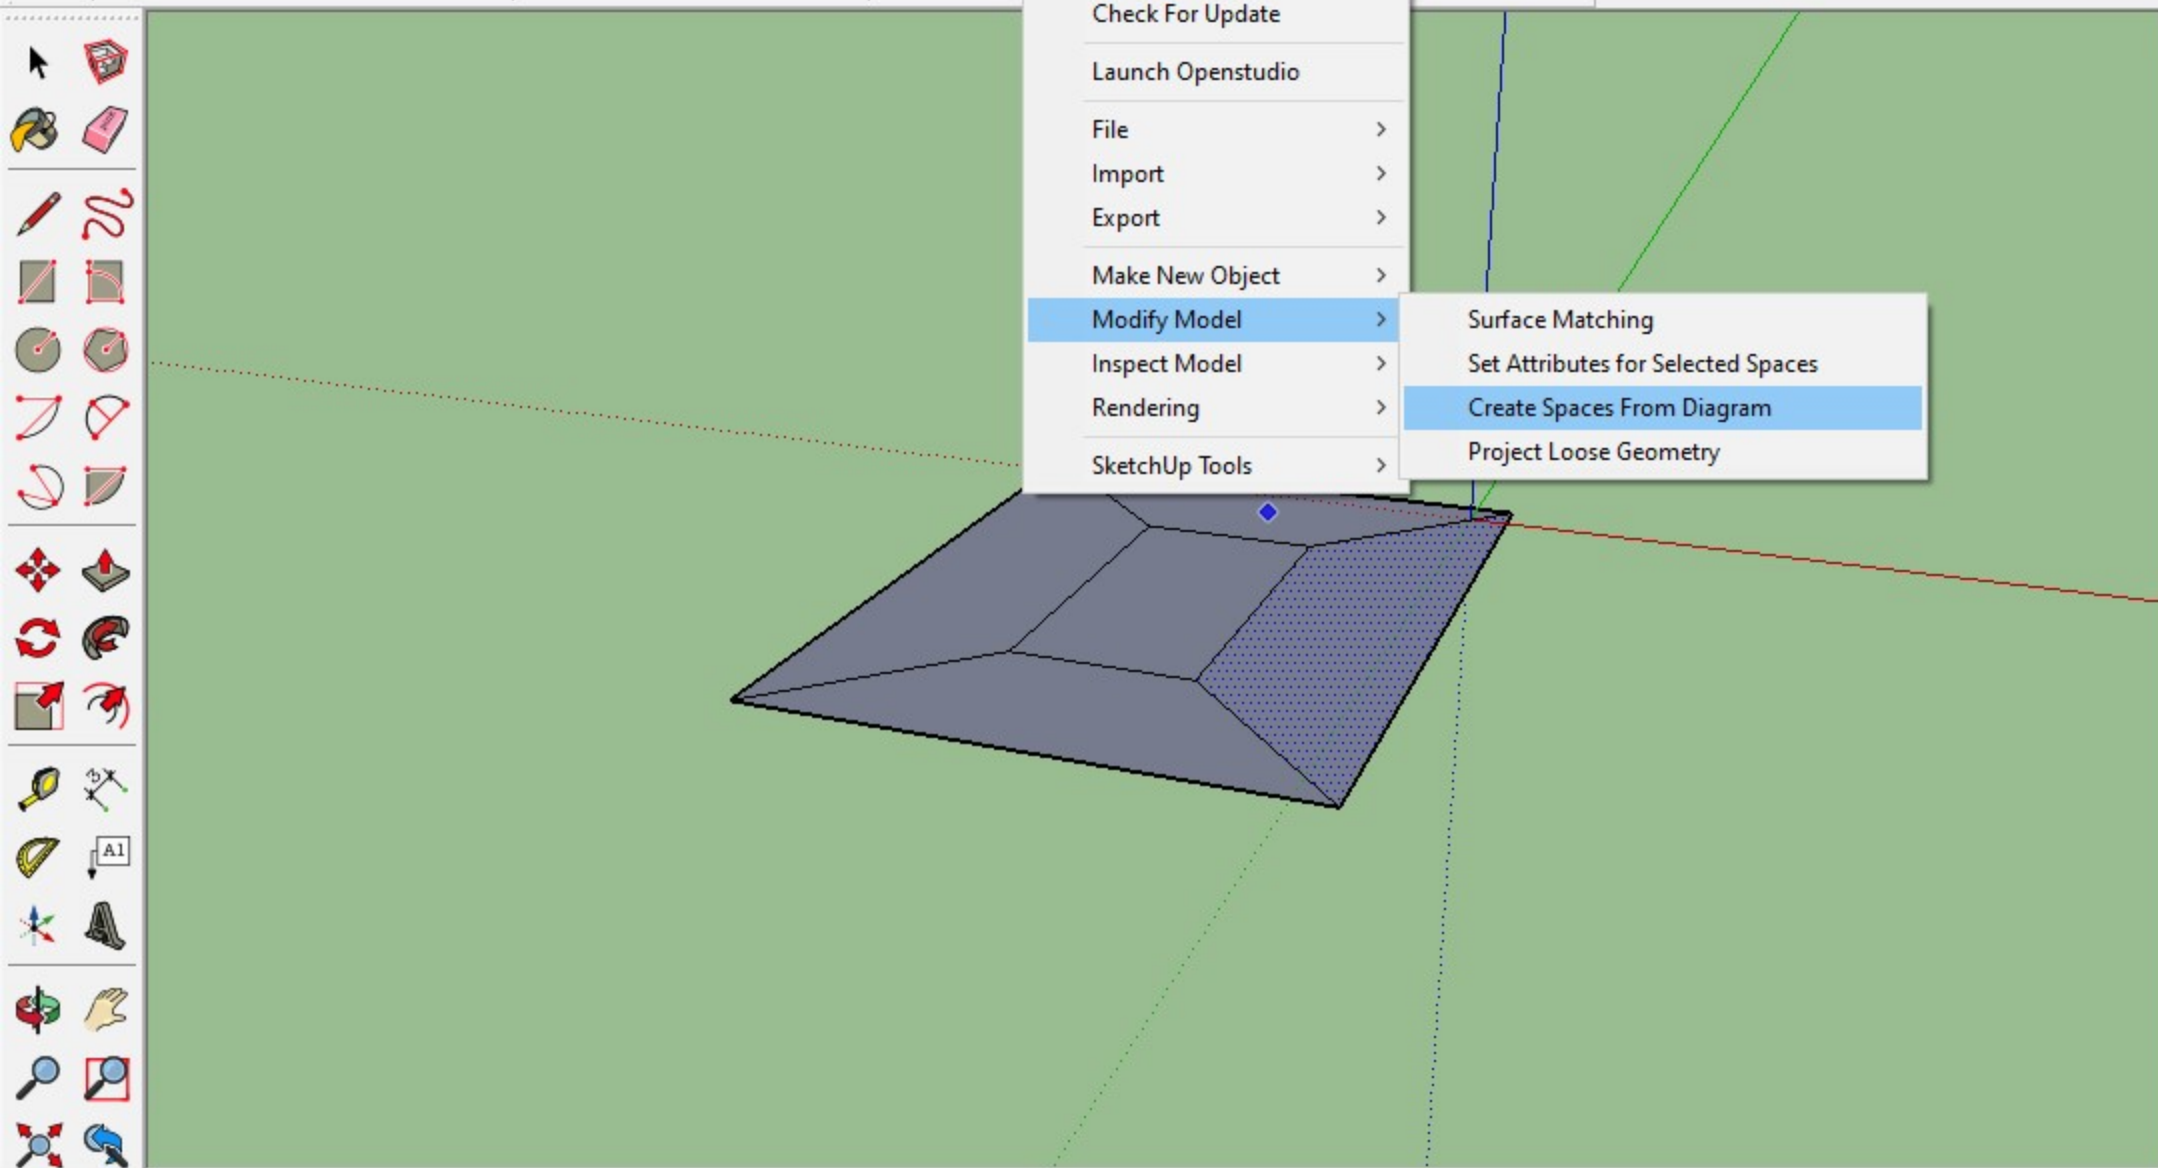 Check For Update
Launch Openstudio
File
Import
Export
Make New Object
Modify Model
Inspect Model
Rendering
SketchUp Tools
Surface Matching
Set Attributes for Selected Spaces
Create Spaces From Diagram
Project Loose Geometry
A1